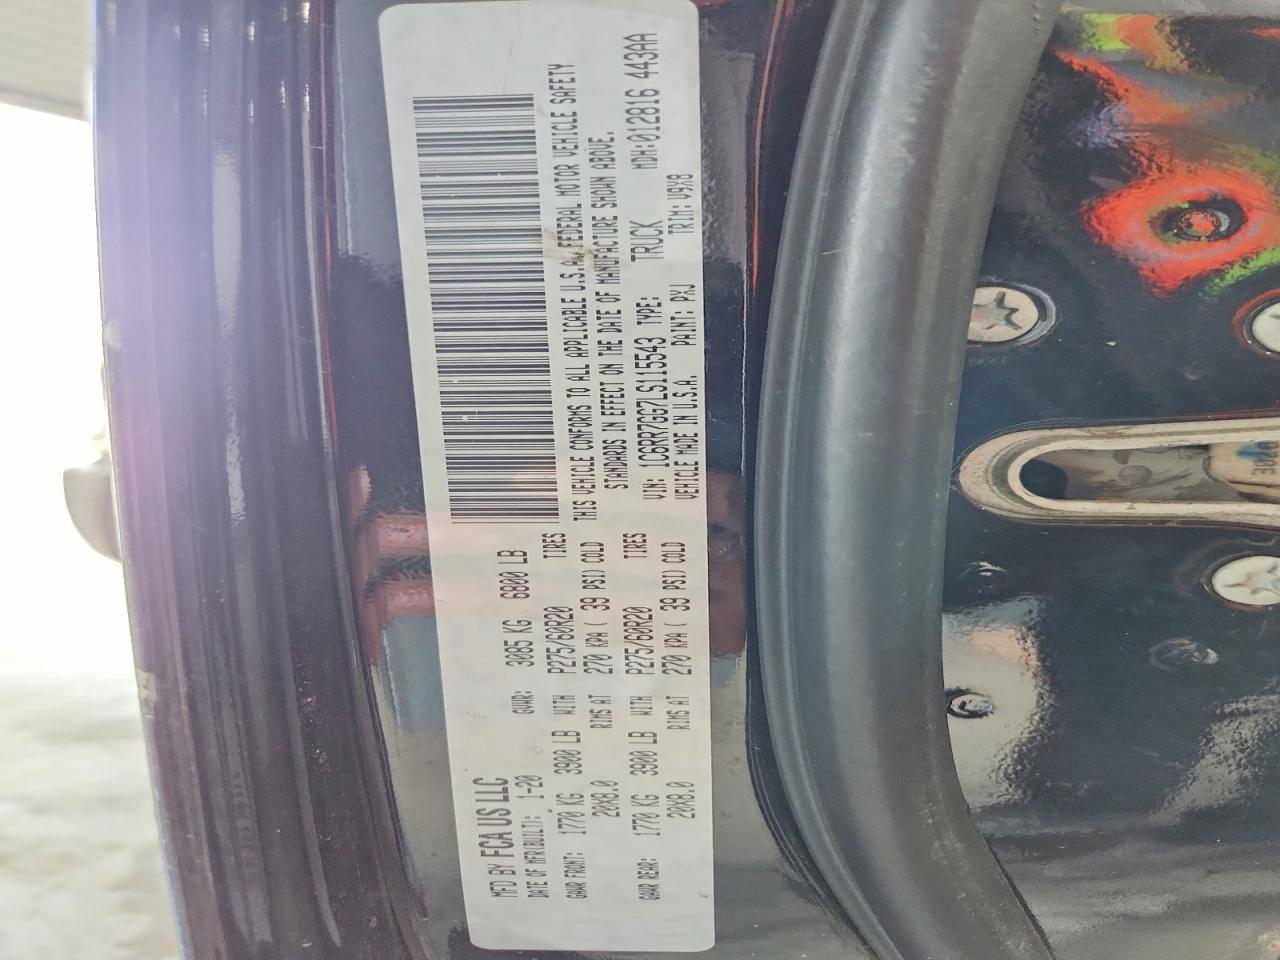 MFD BY FCA US LLC
DATE OF MFR(BUILT): 1-20 GVWR: 3085 KG 6800 LB
GAWR FRONT: 1770 KG 3900 LB WITH P275/60R20 TIRES
20X8.0 RIMS AT 270 KPA ( 39 PSI) COLD
GAWR REAR: 1770 KG 3900 LB WITH P275/60R20 TIRES
20X8.0 RIMS AT 270 KPA ( 39 PSI) COLD
THIS VEHICLE CONFORMS TO ALL APPLICABLE U.S.A. FEDERAL MOTOR VEHICLE SAFETY
STANDARDS IN EFFECT ON THE DATE OF MANUFACTURE SHOWN ABOVE.
VIN: 1C6RR7GG7LS115543 TYPE: TRUCK MDH:012816 443AA
VEHICLE MADE IN U.S.A. PAINT: PXJ TRIM: V9X8